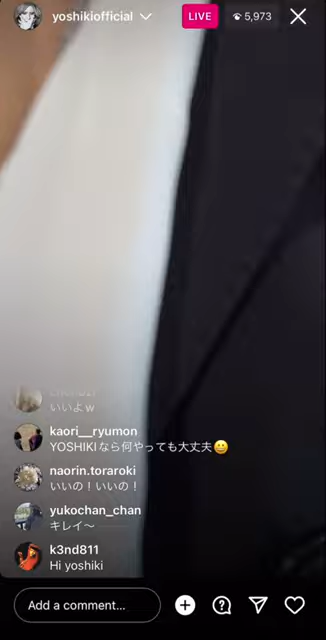 yoshikiofficial
LIVE
5,973
いいよw
kaori__ryumon
YOSHIKIなら何やっても大丈夫🙂
naorin.toraroki
いいの！いいの！
yukochan_chan
キレイ〜
k3nd811
Hi yoshiki
Add a comment...